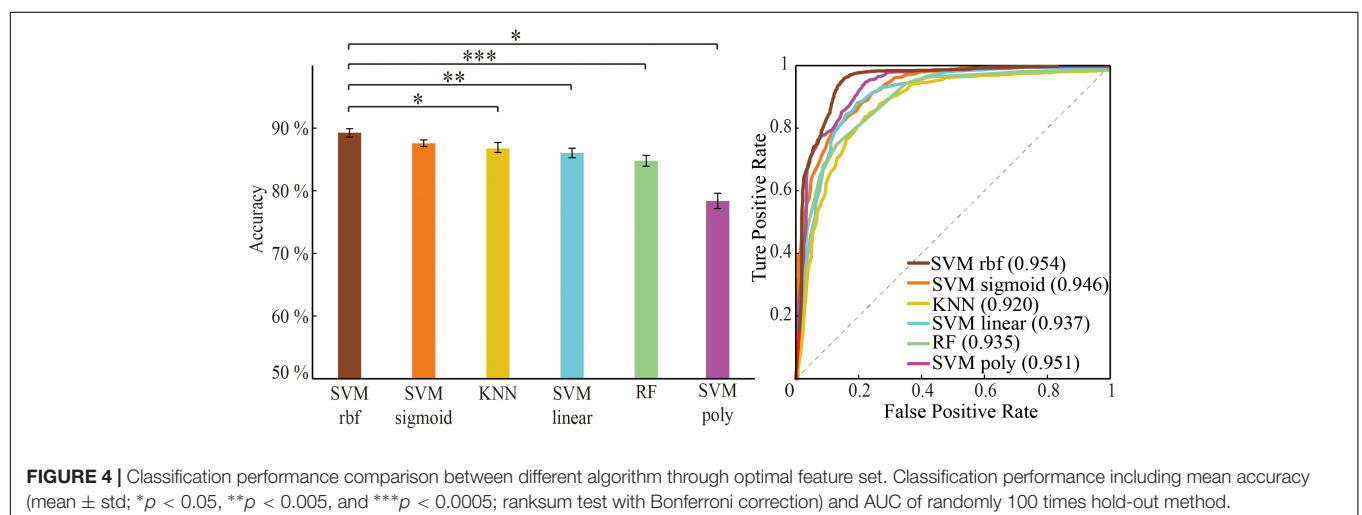 *
***
**
*
90 %
80 %
70 %
60 %
50 %
Accuracy
SVM rbf
SVM sigmoid
KNN
SVM linear
RF
SVM poly
1
0.8
0.6
0.4
0.2
0
0.2
0.4
0.6
0.8
1
Ture Positive Rate
False Positive Rate
SVM rbf (0.954)
SVM sigmoid (0.946)
KNN (0.920)
SVM linear (0.937)
RF (0.935)
SVM poly (0.951)
FIGURE 4 | Classification performance comparison between different algorithm through optimal feature set. Classification performance including mean accuracy
(mean ± std; *p < 0.05, **p < 0.005, and ***p < 0.0005; ranksum test with Bonferroni correction) and AUC of randomly 100 times hold-out method.